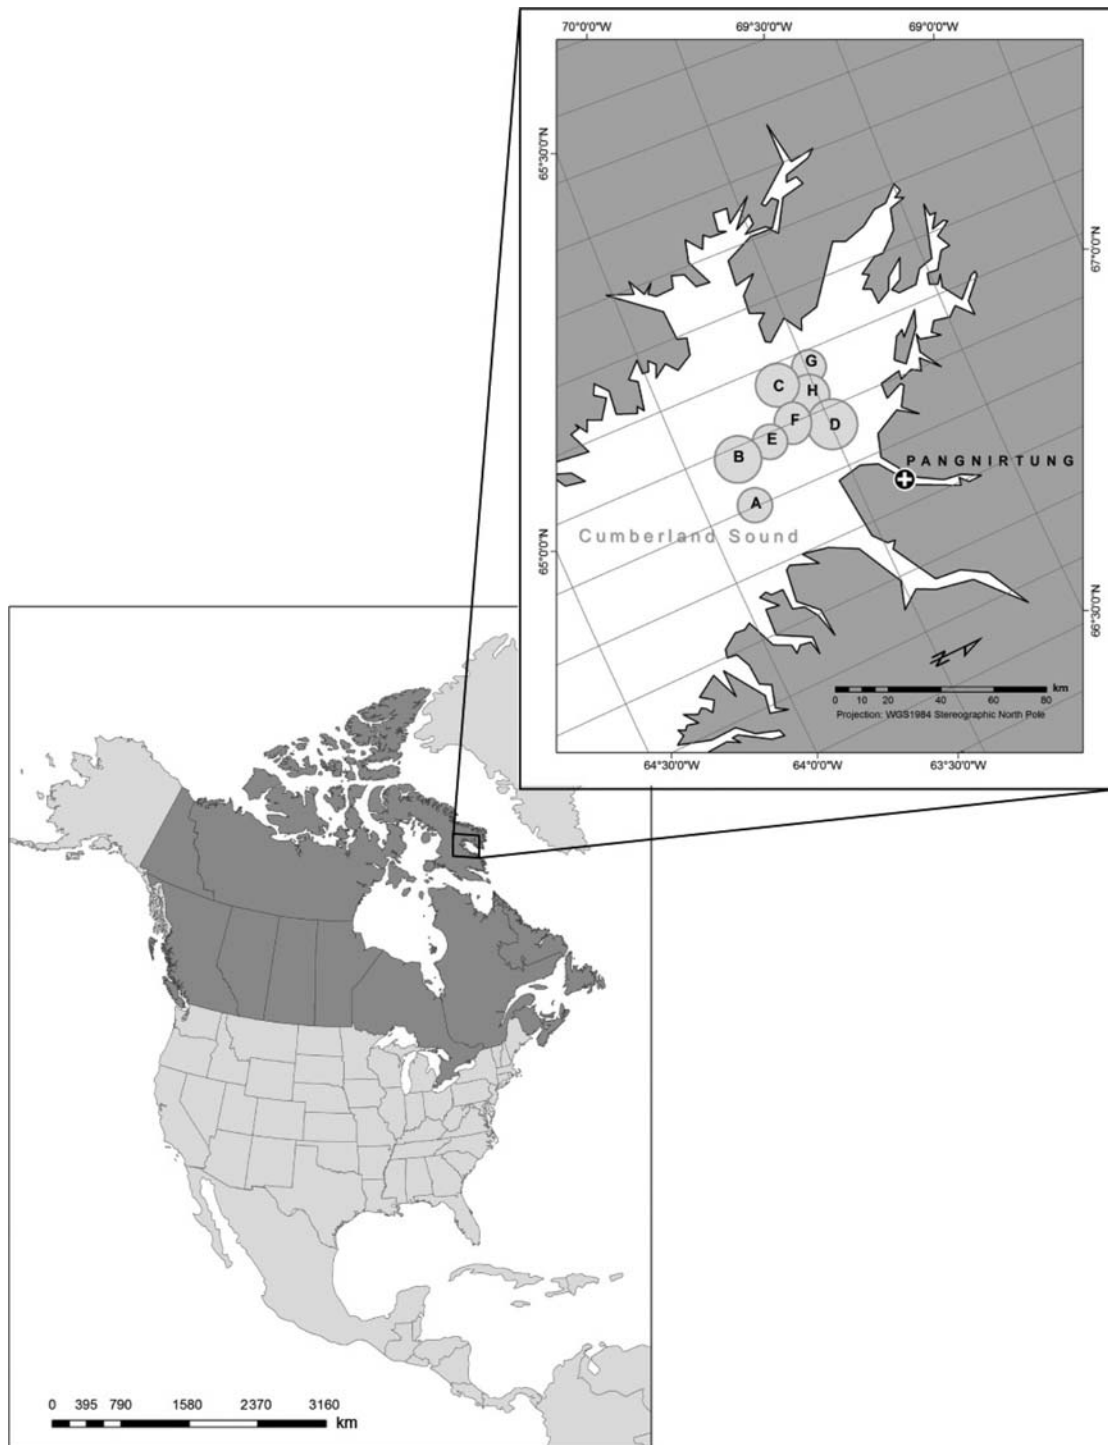 70°0'0"W 69°30'0"W 69°0'0"W
65°30'0"N
67°0'0"N
G
C
H
F
D
E
B
PANGNIRTUNG
A
Cumberland Sound
65°0'0"N
66°30'0"N
N
0 10 20 40 60 80 km
Projection: WGS1984 Stereographic North Pole
64°30'0"W 64°0'0"W 63°30'0"W
0 395 790 1580 2370 3160
km